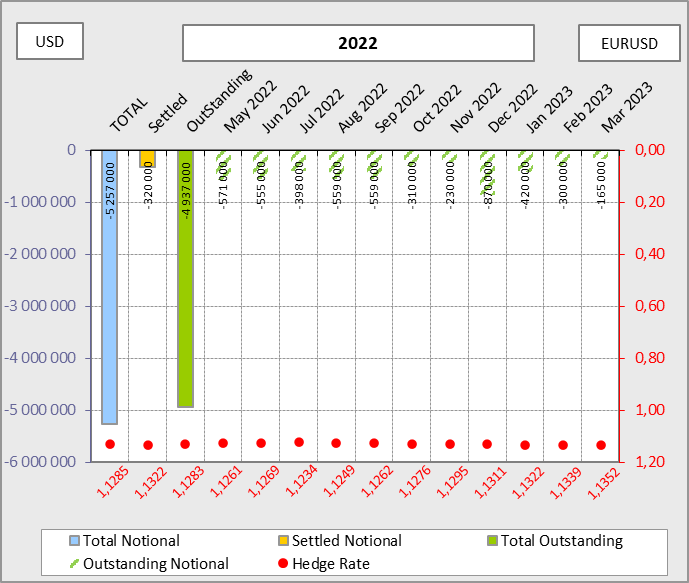 USD
2022
EURUSD
TOTAL
Settled
OutStanding
May 2022
Jun 2022
Jul 2022
Aug 2022
Sep 2022
Oct 2022
Nov 2022
Dec 2022
Jan 2023
Feb 2023
Mar 2023
0
-1 000 000
-2 000 000
-3 000 000
-4 000 000
-5 000 000
-6 000 000
-5 257 000
-320 000
-4 937 000
-571 000
-555 000
-398 000
-559 000
-559 000
-310 000
-230 000
-870 000
-420 000
-300 000
-165 000
0,00
0,20
0,40
0,60
0,80
1,00
1,20
1,1285
1,1322
1,1283
1,1261
1,1269
1,1234
1,1249
1,1262
1,1276
1,1295
1,1311
1,1322
1,1339
1,1352
Total Notional
Settled Notional
Total Outstanding
Outstanding Notional
Hedge Rate